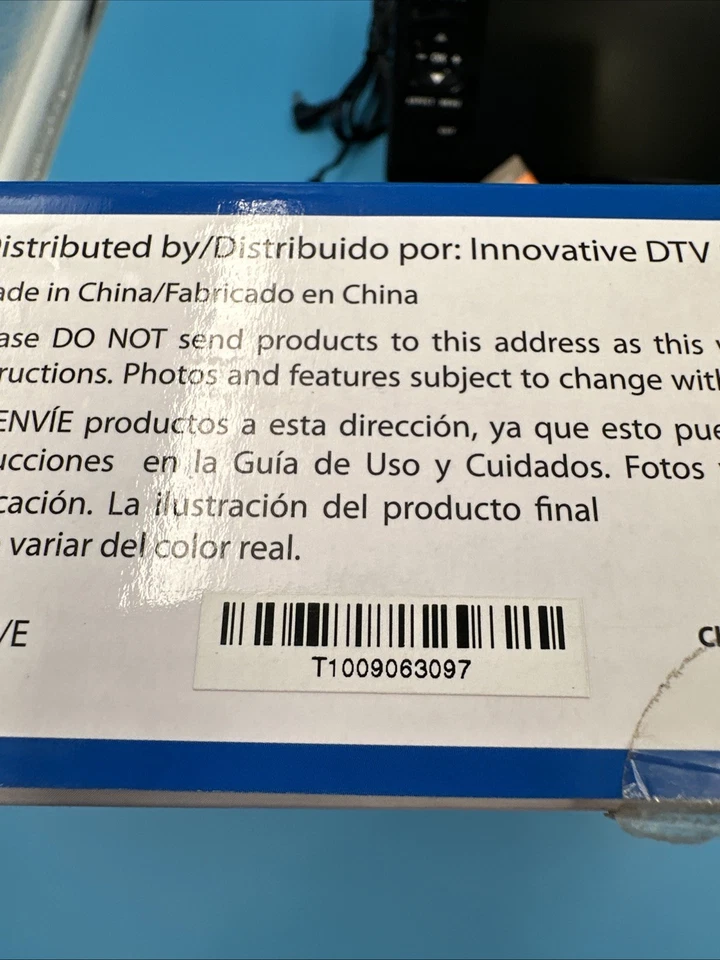 istributed by/Distribuido por: Innovative DTV
ade in China/Fabricado en China
ase DO NOT send products to this address as this
ructions. Photos and features subject to change wit
ENVÍE productos a esta dirección, ya que esto pue
ucciones en la Guía de Uso y Cuidados. Fotos
cación. La ilustración del producto final
variar del color real.
/E
T1009063097